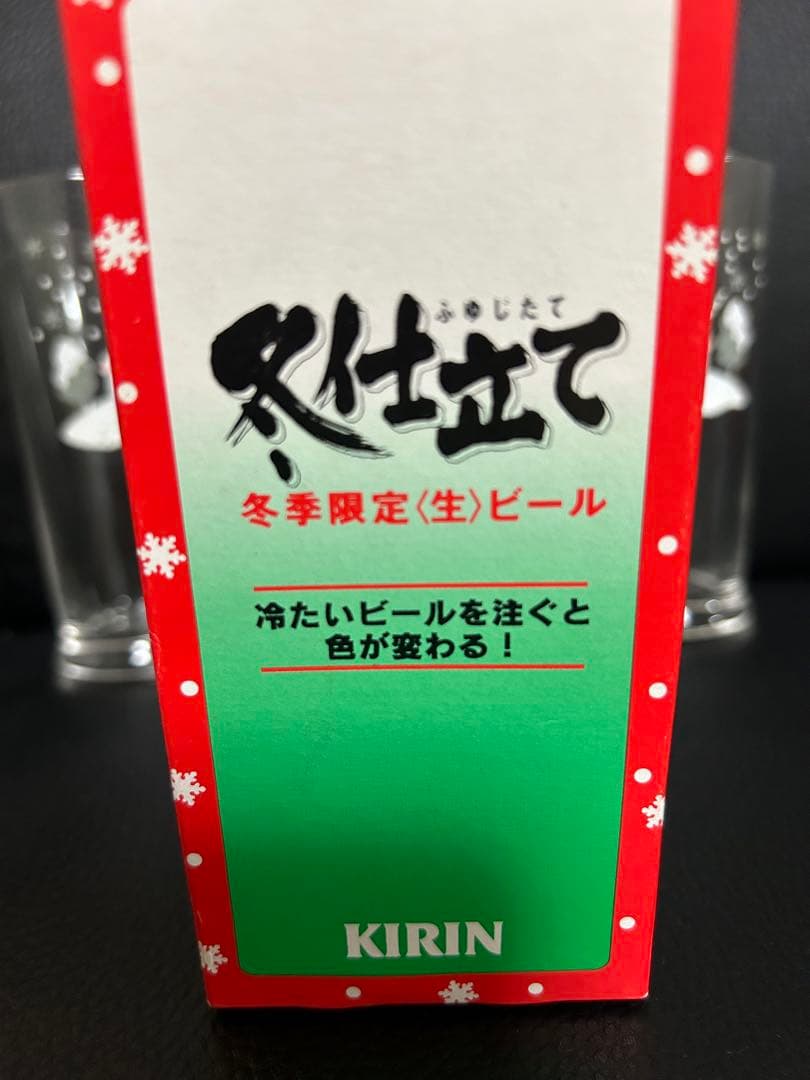 ふゆじたて
冬仕立て
冬季限定〈生〉ビール
冷たいビールを注ぐと
色が変わる！
KIRIN